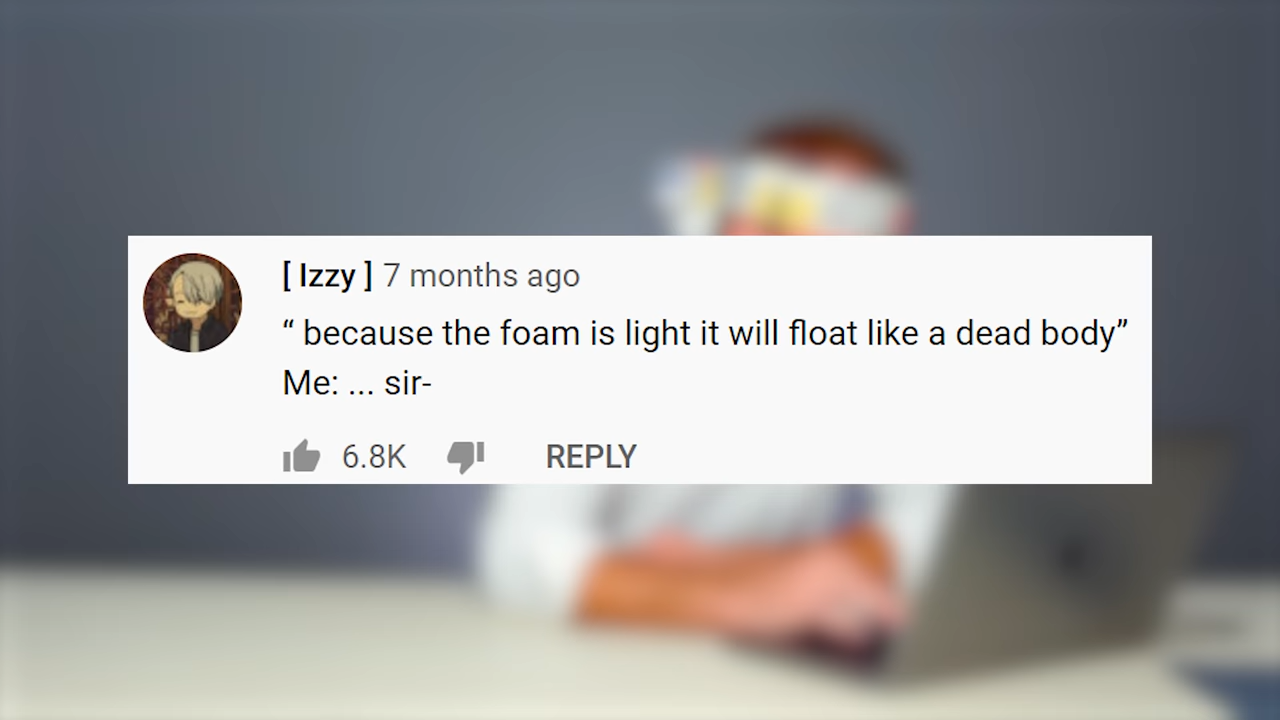 [ Izzy ] 7 months ago
“ because the foam is light it will float like a dead body”
Me: ... sir-
6.8K REPLY